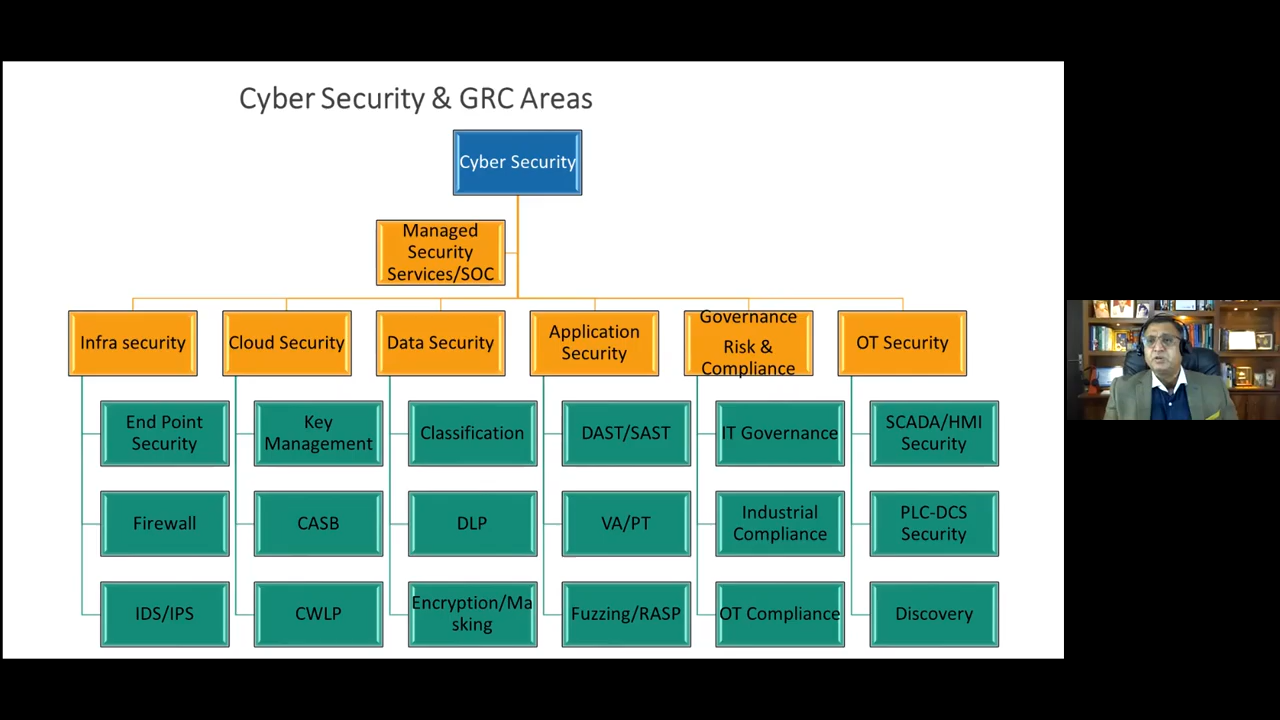 Cyber Security & GRC Areas
Cyber Security
Managed
Security
Services/SOC
Infra security
Cloud Security
Data Security
Application
Security
Governance
Risk &
Compliance
OT Security
End Point
Security
Key
Management
Classification
DAST/SAST
IT Governance
SCADA/HMI
Security
Firewall
CASB
DLP
VA/PT
Industrial
Compliance
PLC-DCS
Security
IDS/IPS
CWLP
Encryption/Ma
sking
Fuzzing/RASP
OT Compliance
Discovery